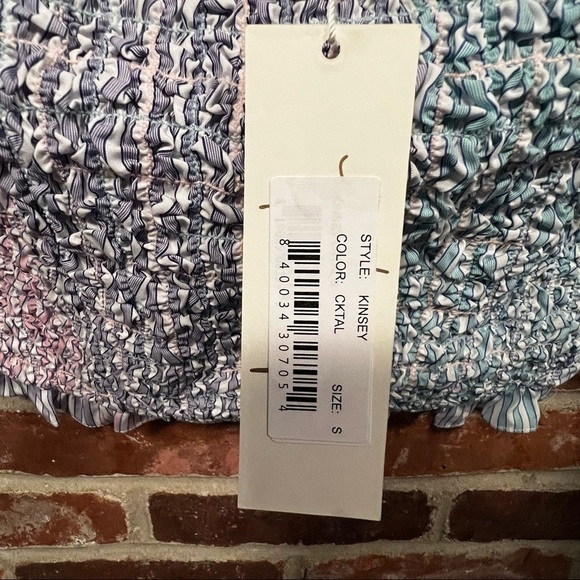 STYLE: KINSEY
COLOR: CKTAL SIZE: S
8 40034 30705 4